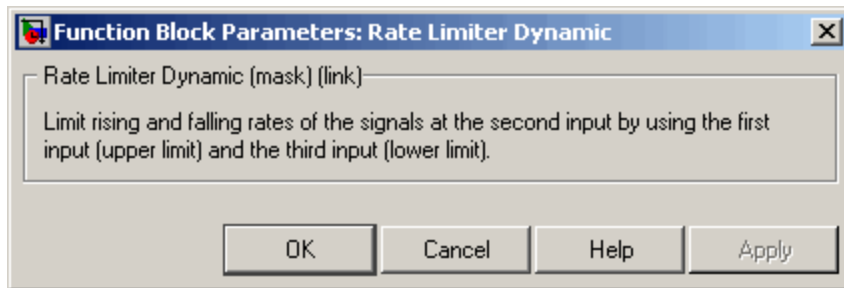 Function Block Parameters: Rate Limiter Dynamic
Rate Limiter Dynamic (mask) (link)
Limit rising and falling rates of the signals at the second input by using the first
input (upper limit) and the third input (lower limit).
OK Cancel Help Apply